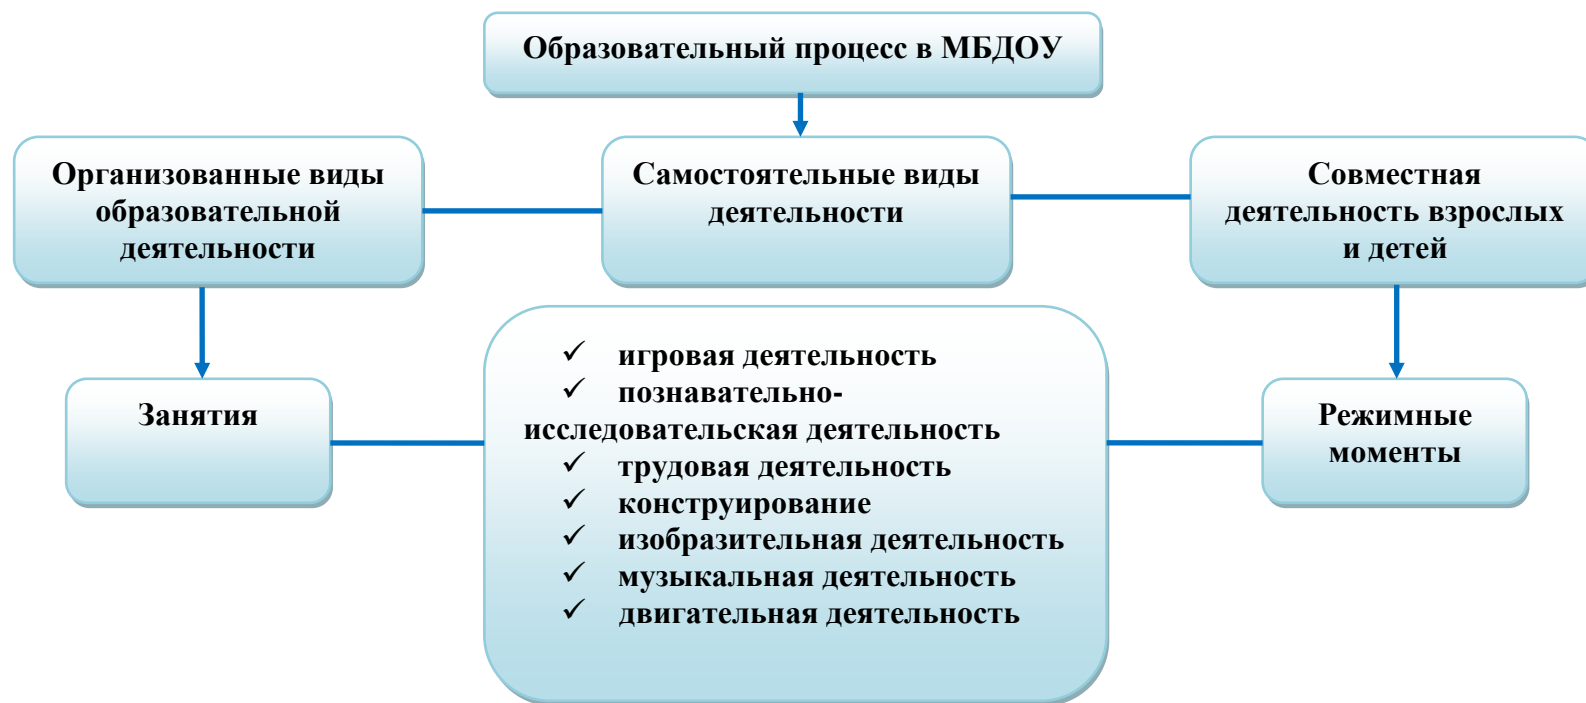 Образовательный процесс в МБДОУ
Организованные виды
образовательной
деятельности
Самостоятельные виды
деятельности
Совместная
деятельность взрослых
и детей
Занятия
✓ игровая деятельность
✓ познавательно-
исследовательская деятельность
✓ трудовая деятельность
✓ конструирование
✓ изобразительная деятельность
✓ музыкальная деятельность
✓ двигательная деятельность
Режимные
моменты